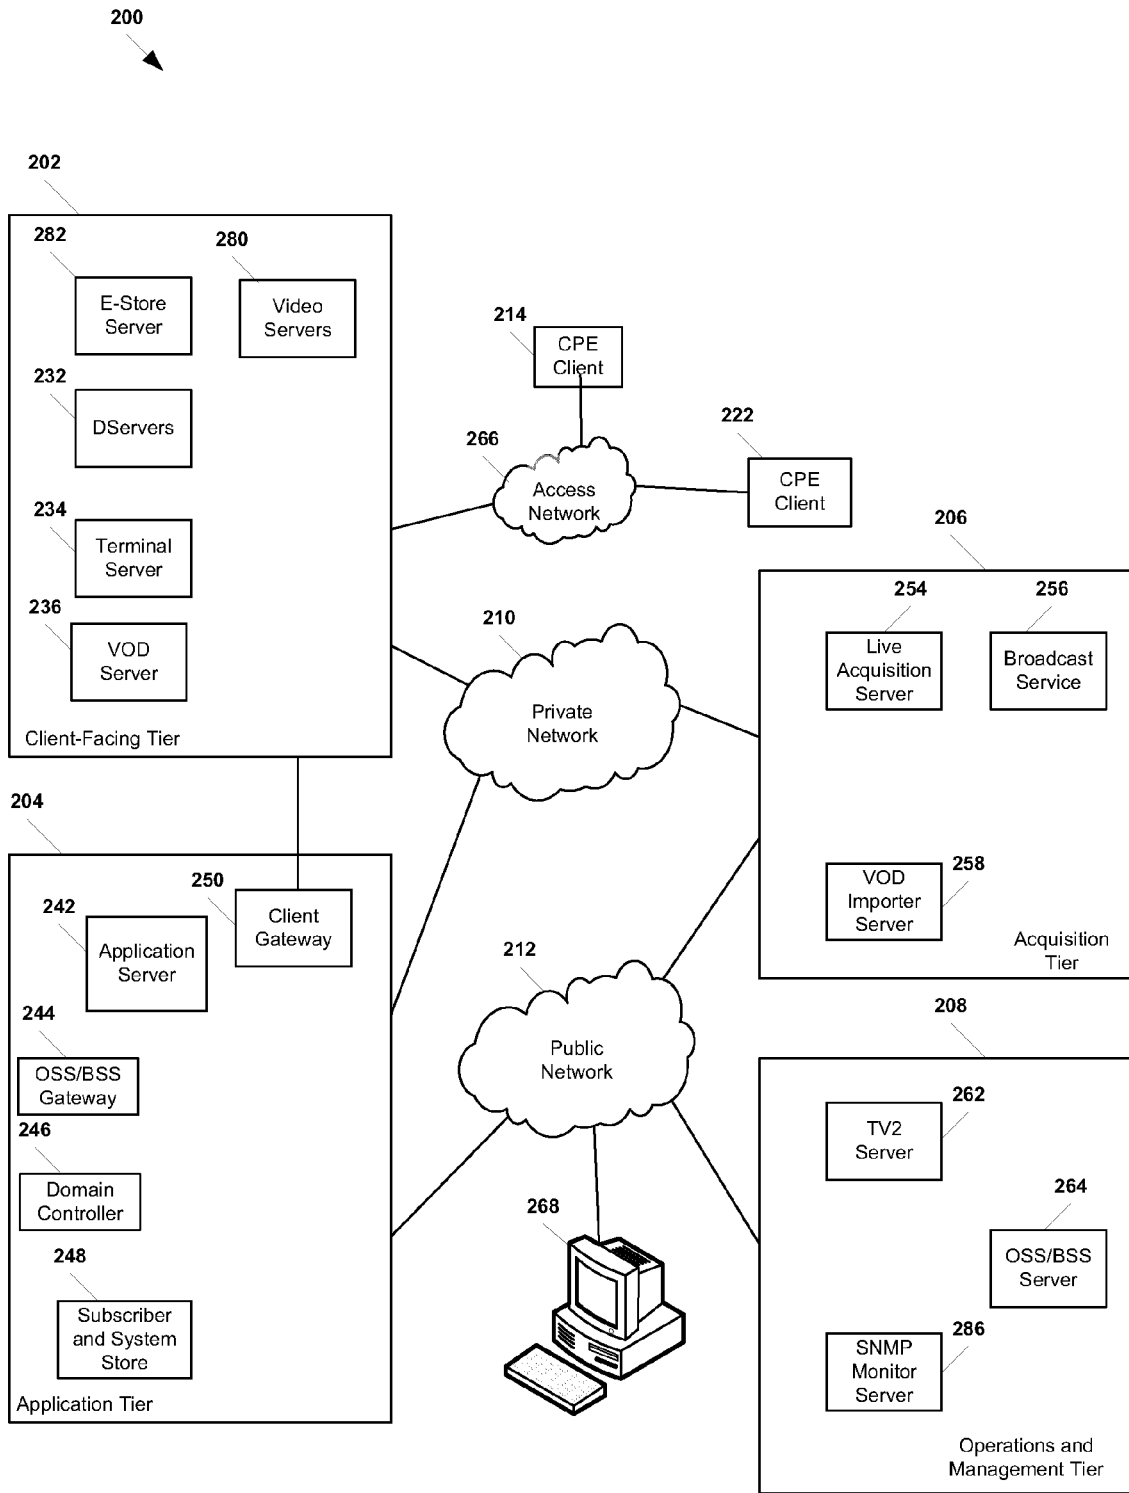 200
202
282
E-Store
Server
280
Video
Servers
232
DServers
234
Terminal
Server
236
VOD
Server
Client-Facing Tier
214
CPE
Client
266
Access
Network
222
CPE
Client
210
Private
Network
206
254
Live
Acquisition
Server
256
Broadcast
Service
VOD
Importer
Server
258
Acquisition
Tier
204
250
Client
Gateway
242
Application
Server
244
OSS/BSS
Gateway
246
Domain
Controller
248
Subscriber
and System
Store
Application Tier
212
Public
Network
268
208
TV2
Server
262
264
OSS/BSS
Server
SNMP
Monitor
Server
286
Operations and
Management Tier